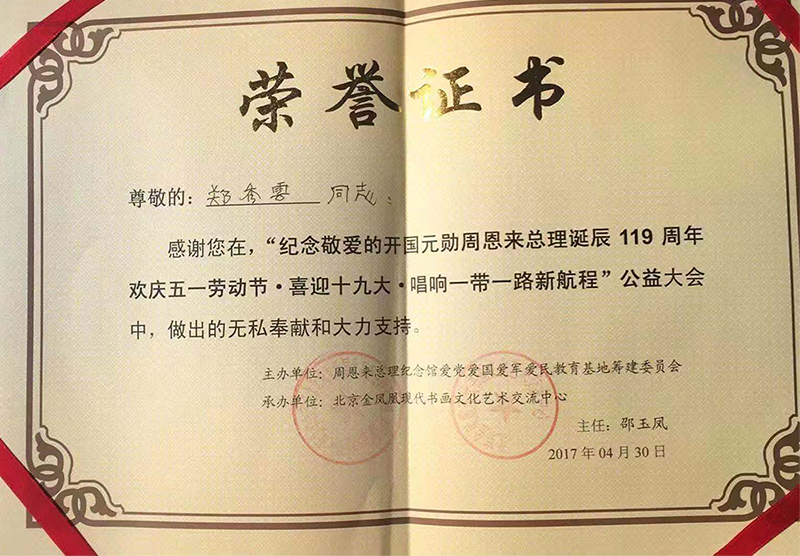 荣誉证书
尊敬的：郑秀雲 同志：
感谢您在，“纪念敬爱的开国元勋周恩来总理诞辰 119 周年
欢庆五一劳动节·喜迎十九大·唱响一带一路新航程”公益大会
中，做出的无私奉献和大力支持。
主办单位：周恩来总理纪念馆爱党爱国爱军爱民教育基地筹建委员会
承办单位：北京金凤凰现代书画文化艺术交流中心
主任：邵玉凤
2017 年 04 月 30 日